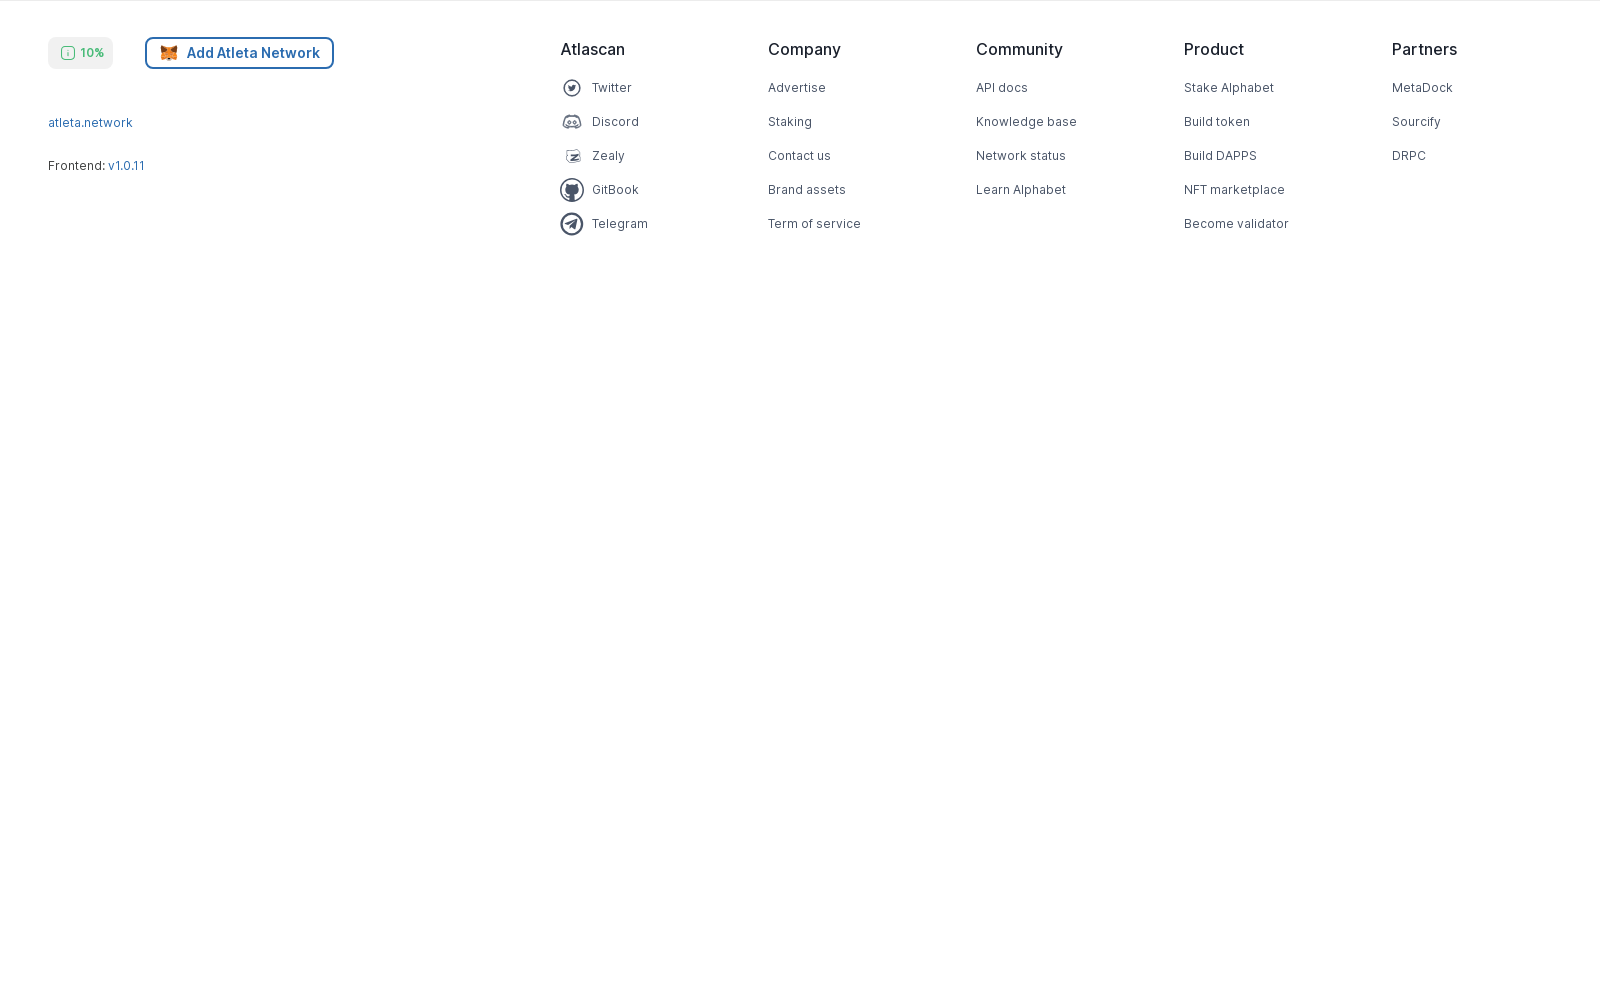 10%
Add Atleta Network
atleta.network
Frontend: v1.0.11
Atlascan
Twitter
Discord
Zealy
GitBook
Telegram
Company
Advertise
Staking
Contact us
Brand assets
Term of service
Community
API docs
Knowledge base
Network status
Learn Alphabet
Product
Stake Alphabet
Build token
Build DAPPS
NFT marketplace
Become validator
Partners
MetaDock
Sourcify
DRPC